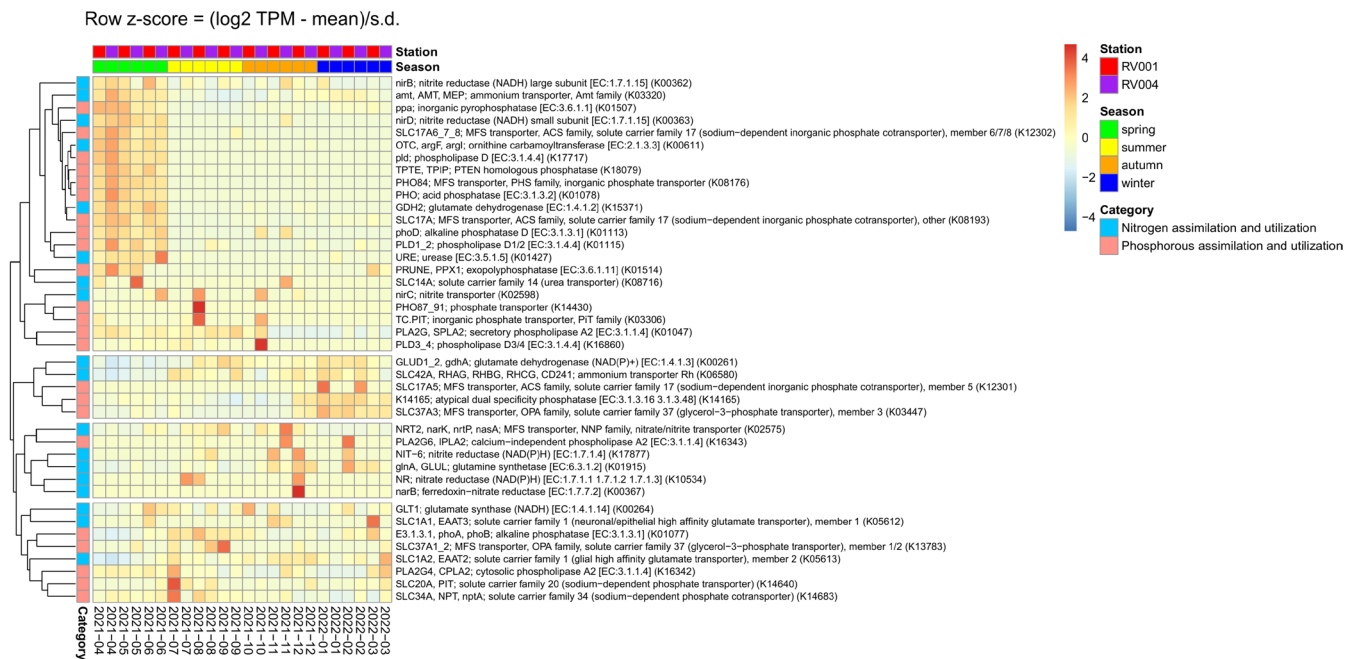 Row z-score = (log2 TPM - mean)/s.d.
Station
Season
nirB; nitrite reductase (NADH) large subunit [EC:1.7.1.15] (K00362)
amt, AMT, MEP; ammonium transporter, Amt family (K03320)
ppa; inorganic pyrophosphatase [EC:3.6.1.1] (K01507)
nirD; nitrite reductase (NADH) small subunit [EC:1.7.1.15] (K00363)
SLC17A6_7_8; MFS transporter, ACS family, solute carrier family 17 (sodium−dependent inorganic phosphate cotransporter), member 6/7/8 (K12302)
OTC, argF, argI; ornithine carbamoyltransferase [EC:2.1.3.3] (K00611)
pld; phospholipase D [EC:3.1.4.4] (K17717)
TPTE, TPIP; PTEN homologous phosphatase (K18079)
PHO84; MFS transporter, PHS family, inorganic phosphate transporter (K08176)
PHO; acid phosphatase [EC:3.1.3.2] (K01078)
GDH2; glutamate dehydrogenase [EC:1.4.1.2] (K15371)
SLC17A; MFS transporter, ACS family, solute carrier family 17 (sodium−dependent inorganic phosphate cotransporter), other (K08193)
phoD; alkaline phosphatase D [EC:3.1.3.1] (K01113)
PLD1_2; phospholipase D1/2 [EC:3.1.4.4] (K01115)
URE; urease [EC:3.5.1.5] (K01427)
PRUNE, PPX1; exopolyphosphatase [EC:3.6.1.11] (K01514)
SLC14A; solute carrier family 14 (urea transporter) (K08716)
nirC; nitrite transporter (K02598)
PHO87_91; phosphate transporter (K14430)
TC.PIT; inorganic phosphate transporter, PiT family (K03306)
PLA2G, SPLA2; secretory phospholipase A2 [EC:3.1.1.4] (K01047)
PLD3_4; phospholipase D3/4 [EC:3.1.4.4] (K16860)
GLUD1_2, gdhA; glutamate dehydrogenase (NAD(P)+) [EC:1.4.1.3] (K00261)
SLC42A, RHAG, RHBG, RHCG, CD241; ammonium transporter Rh (K06580)
SLC17A5; MFS transporter, ACS family, solute carrier family 17 (sodium−dependent inorganic phosphate cotransporter), member 5 (K12301)
K14165; atypical dual specificity phosphatase [EC:3.1.3.16 3.1.3.48] (K14165)
SLC37A3; MFS transporter, OPA family, solute carrier family 37 (glycerol−3−phosphate transporter), member 3 (K03447)
NRT2, narK, nrtP, nasA; MFS transporter, NNP family, nitrate/nitrite transporter (K02575)
PLA2G6, IPLA2; calcium−independent phospholipase A2 [EC:3.1.1.4] (K16343)
NIT−6; nitrite reductase (NAD(P)H) [EC:1.7.1.4] (K17877)
glnA, GLUL; glutamine synthetase [EC:6.3.1.2] (K01915)
NR; nitrate reductase (NAD(P)H) [EC:1.7.1.1 1.7.1.2 1.7.1.3] (K10534)
narB; ferredoxin−nitrate reductase [EC:1.7.7.2] (K00367)
GLT1; glutamate synthase (NADH) [EC:1.4.1.14] (K00264)
SLC1A1, EAAT3; solute carrier family 1 (neuronal/epithelial high affinity glutamate transporter), member 1 (K05612)
E3.1.3.1, phoA, phoB; alkaline phosphatase [EC:3.1.3.1] (K01077)
SLC37A1_2; MFS transporter, OPA family, solute carrier family 37 (glycerol−3−phosphate transporter), member 1/2 (K13783)
SLC1A2, EAAT2; solute carrier family 1 (glial high affinity glutamate transporter), member 2 (K05613)
PLA2G4, CPLA2; cytosolic phospholipase A2 [EC:3.1.1.4] (K16342)
SLC20A, PIT; solute carrier family 20 (sodium−dependent phosphate transporter) (K14640)
SLC34A, NPT, nptA; solute carrier family 34 (sodium−dependent phosphate cotransporter) (K14683)
Category
2021−04
2021−04
2021−05
2021−05
2021−06
2021−06
2021−07
2021−07
2021−08
2021−08
2021−09
2021−09
2021−10
2021−10
2021−11
2021−11
2021−12
2021−12
2022−01
2022−01
2022−02
2022−02
2022−03
2022−03
4
2
0
−2
−4
Station
RV001
RV004
Season
spring
summer
autumn
winter
Category
Nitrogen assimilation and utilization
Phosphorous assimilation and utilization